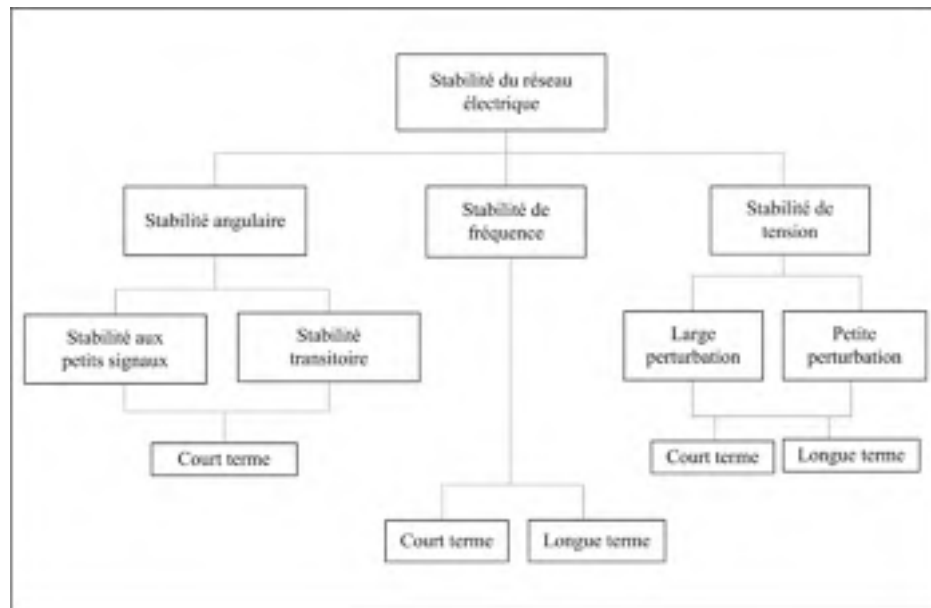 Stabilité du réseau
électrique
Stabilité angulaire
Stabilité de
fréquence
Stabilité de
tension
Stabilité aux
petits signaux
Stabilité
transitoire
Large
perturbation
Petite
perturbation
Court terme
Court terme
Longue terme
Court terme
Longue terme